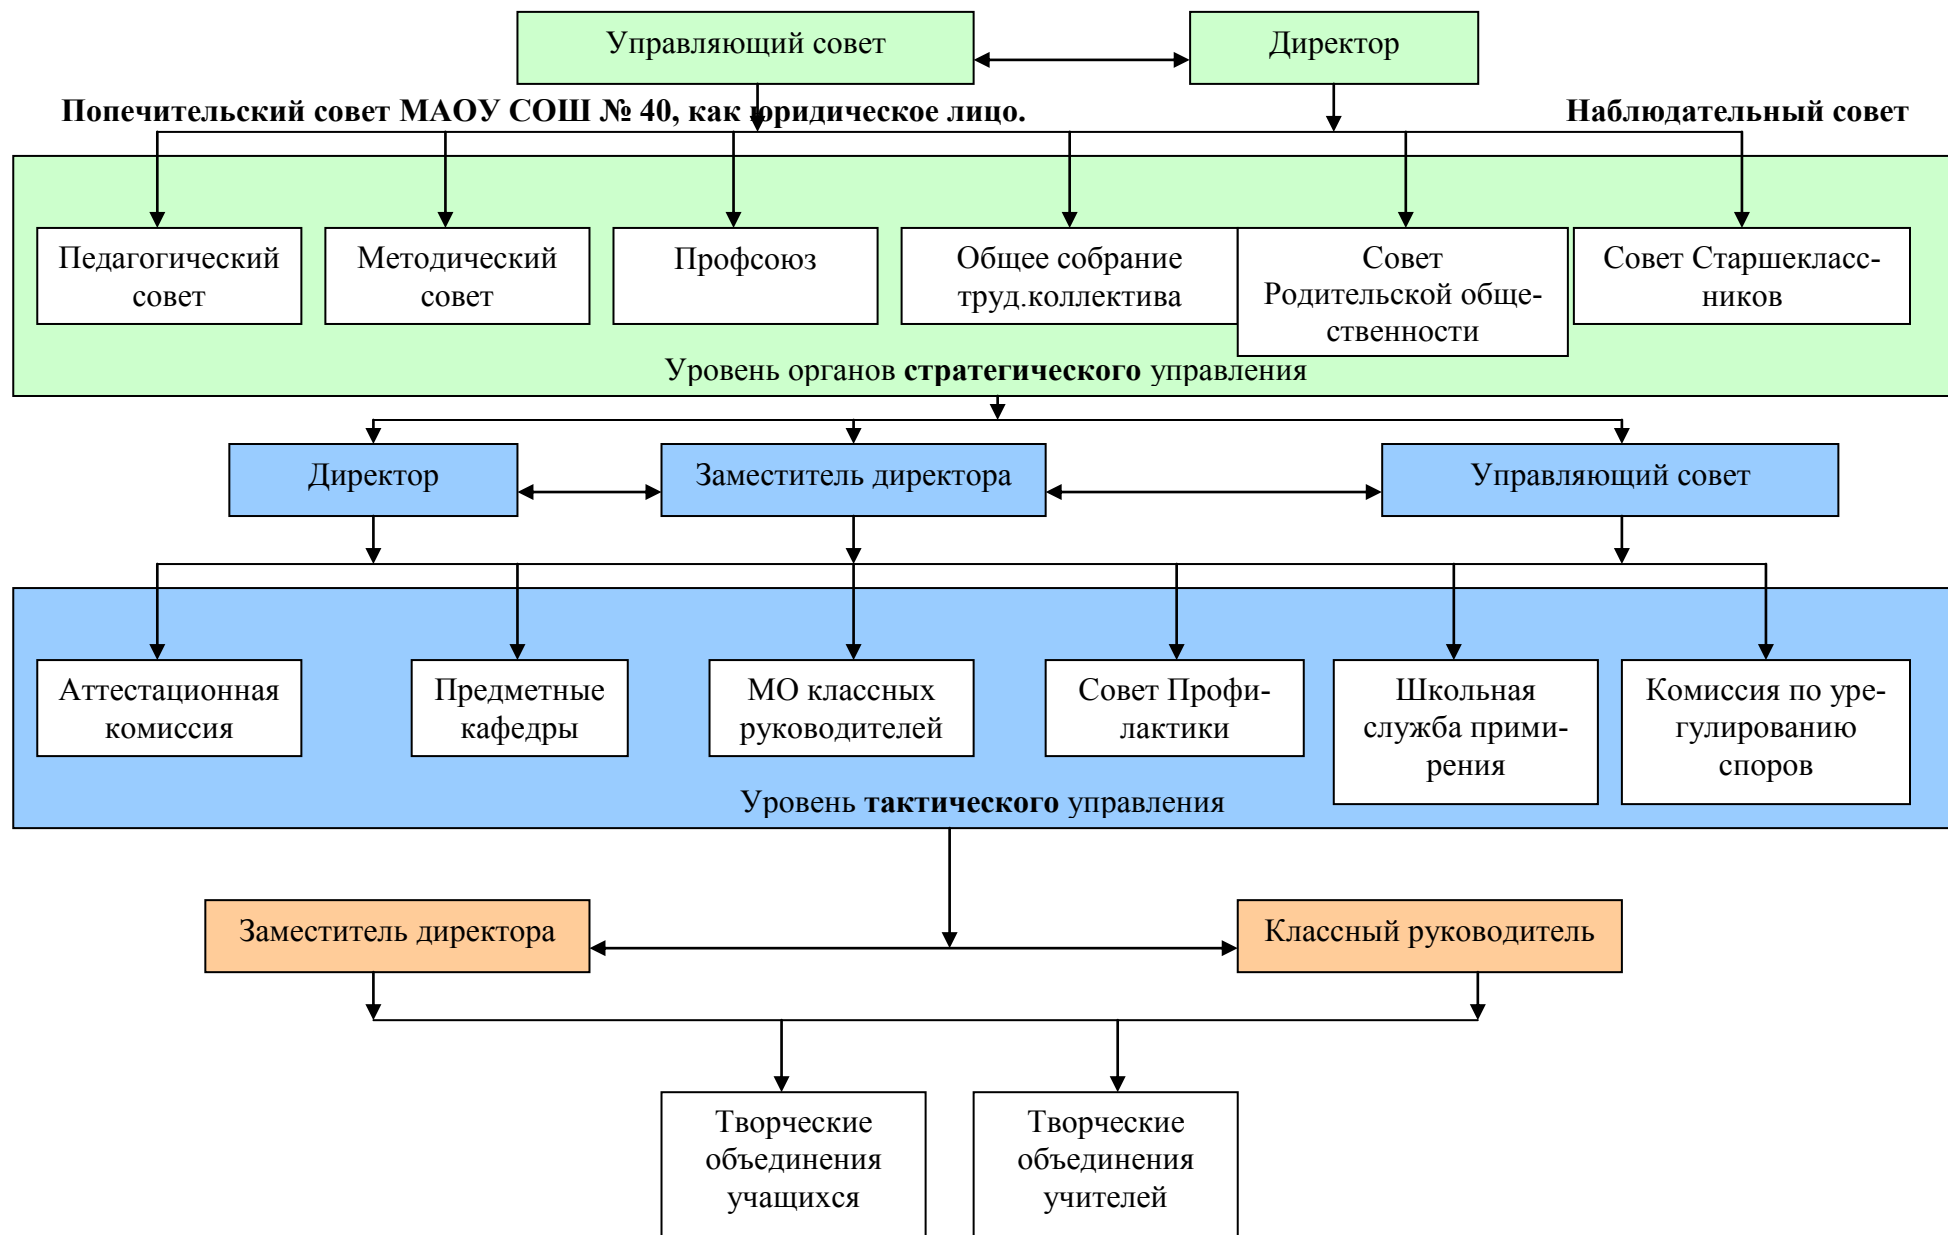 Управляющий совет
Директор
Попечительский совет МАОУ СОШ № 40, как юридическое лицо.
Наблюдательный совет
Педагогический
совет
Методический
совет
Профсоюз
Общее собрание
труд.коллектива
Совет
Родительской обще-
ственности
Совет Старшекласс-
ников
Уровень органов стратегического управления
Директор
Заместитель директора
Управляющий совет
Аттестационная
комиссия
Предметные
кафедры
МО классных
руководителей
Совет Профи-
лактики
Школьная
служба прими-
рения
Комиссия по уре-
гулированию
споров
Уровень тактического управления
Заместитель директора
Классный руководитель
Творческие
объединения
учащихся
Творческие
объединения
учителей